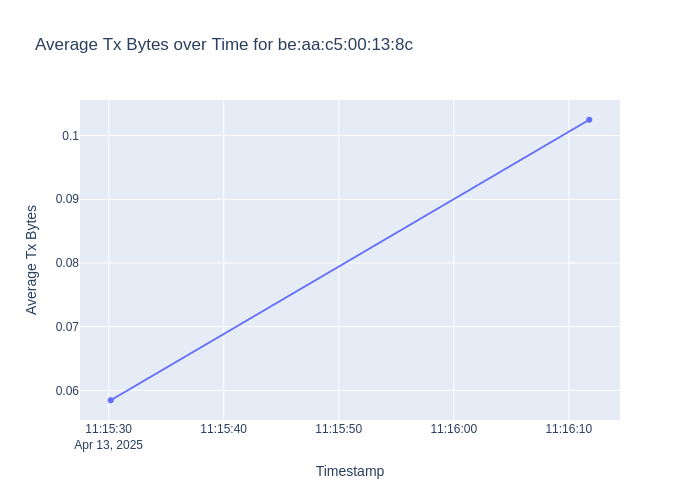 Average Tx Bytes over Time for be:aa:c5:00:13:8c
0.1
0.09
0.08
0.07
0.06
Average Tx Bytes
11:15:30 11:15:40 11:15:50 11:16:00 11:16:10
Apr 13, 2025
Timestamp